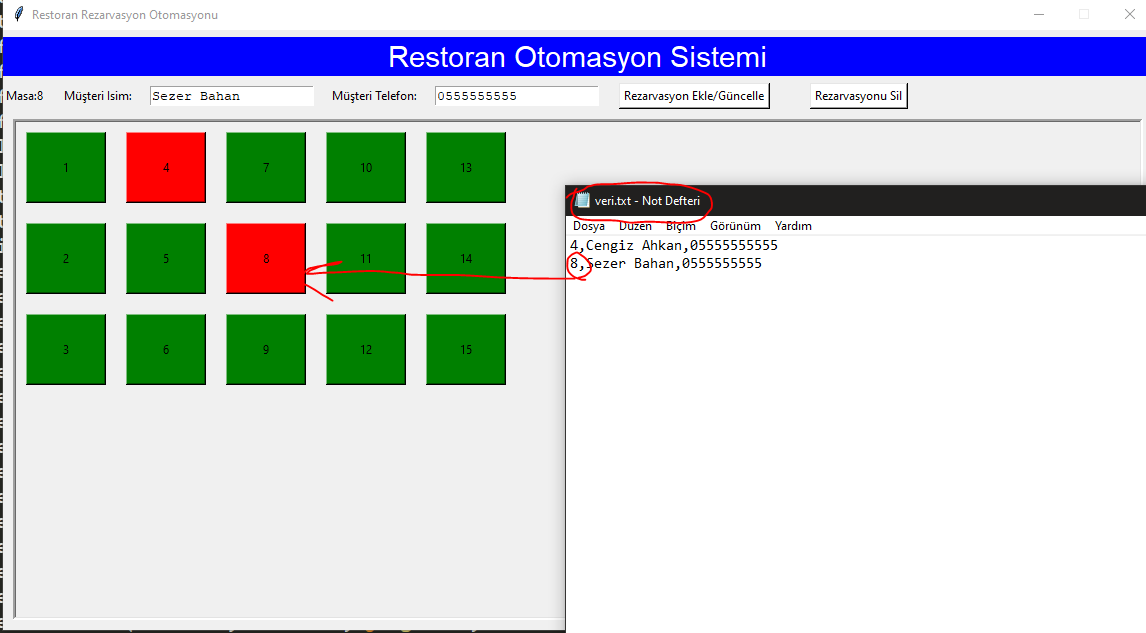 Restoran Rezarvasyon Otomasyonu
Restoran Otomasyon Sistemi
Masa:8 Müşteri Isim: Sezer Bahan Müşteri Telefon: 0555555555 Rezarvasyon Ekle/Güncelle Rezarvasyonu Sil
1 4 7 10 13
veri.txt - Not Defteri
Dosya Düzen Biçim Görünüm Yardım
4,Cengiz Ahkan,05555555555
8,Sezer Bahan,0555555555
2 5 8 11 14
3 6 9 12 15